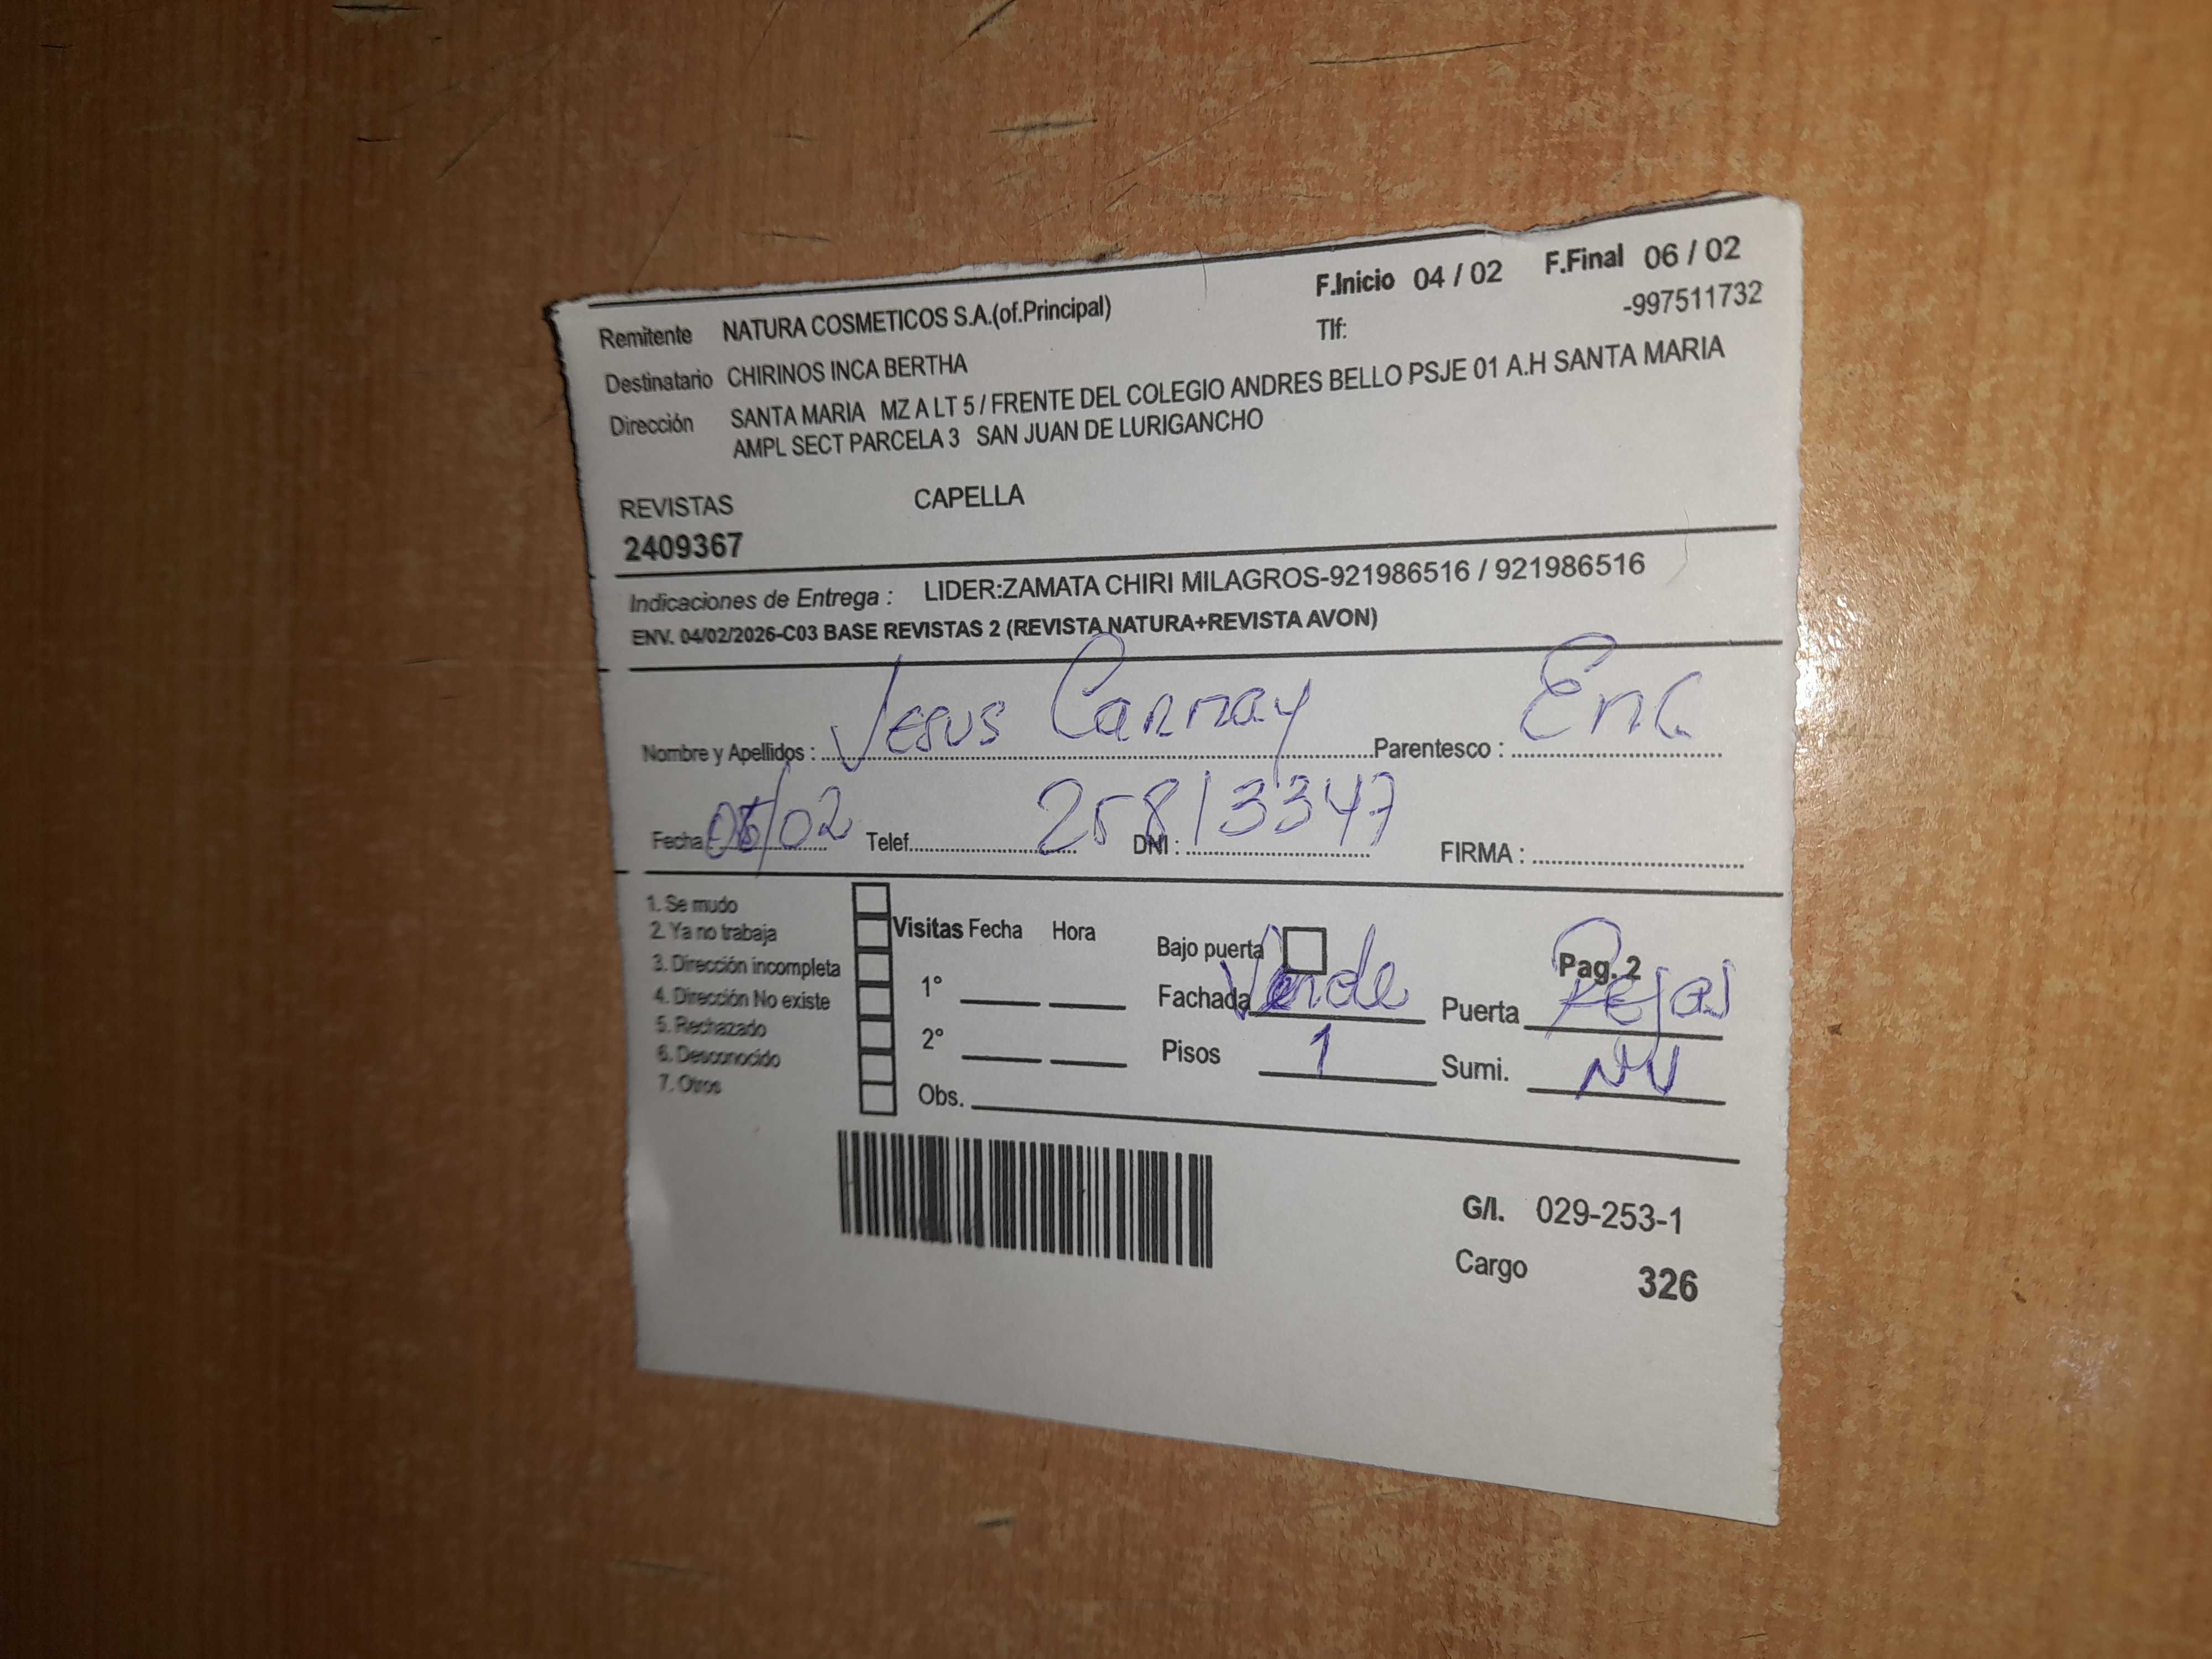 F.Inicio 04 / 02 F.Final 06 / 02
Remitente NATURA COSMETICOS S.A.(of.Principal) Tlf: -997511732
Destinatario CHIRINOS INCA BERTHA
Dirección SANTA MARIA MZ A LT 5 / FRENTE DEL COLEGIO ANDRES BELLO PSJE 01 A.H SANTA MARIA
AMPL SECT PARCELA 3 SAN JUAN DE LURIGANCHO
REVISTAS CAPELLA
2409367
Indicaciones de Entrega : LIDER:ZAMATA CHIRI MILAGROS-921986516 / 921986516
ENV. 04/02/2026-C03 BASE REVISTAS 2 (REVISTA NATURA+REVISTA AVON)
Nombre y Apellidos : Jesus Parentesco : Enc
Fecha : /02 Telef. DNI : 25813347 FIRMA :
1. Se mudo
2. Ya no trabaja
3. Dirección incompleta
4. Dirección No existe
5. Rechazado
6. Desconocido
7. Otros
Visitas Fecha Hora
1°
2°
Obs.
Bajo puerta Pag. 2
Fachada Verde Puerta Rejas
Pisos 1 Sumi.
G/I. 029-253-1
Cargo 326